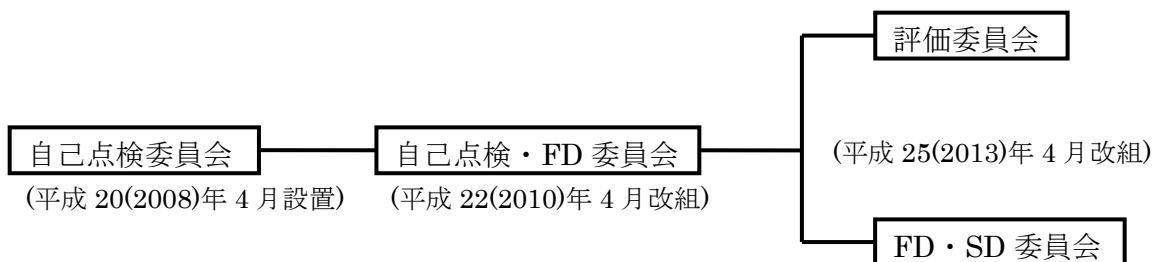 評価委員会
自己点検委員会
自己点検・FD 委員会
(平成 25(2013)年 4 月改組)
(平成 20(2008)年 4 月設置)
(平成 22(2010)年 4 月改組)
FD・SD 委員会